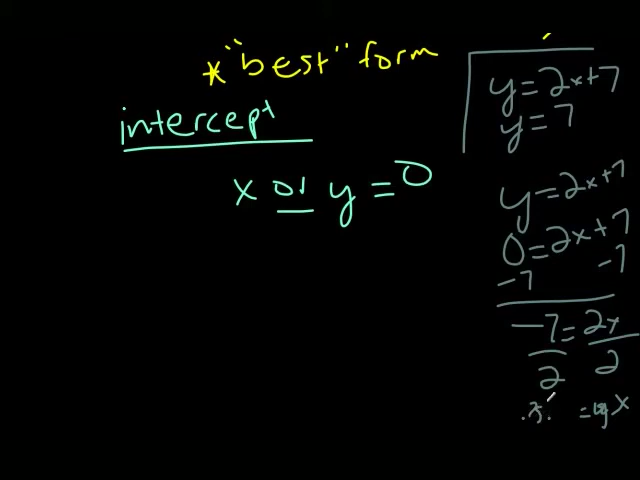 *"best" form
intercept
x or y = 0
y = 2x+7
y = 7
y = 2x+7
0 = 2x + 7
-7 -7
-7 = 2x
2 2
= x